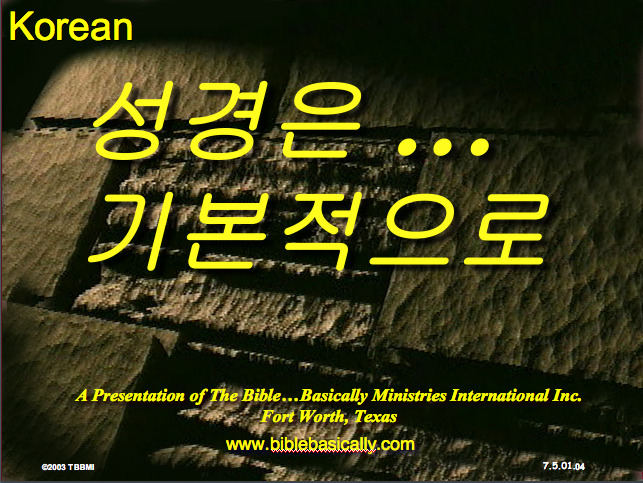 Korean
성경은 ...
기본적으로
A Presentation of The Bible…Basically Ministries International Inc.
Fort Worth, Texas
www.biblebasically.com
©2003 TBBMI
7.5.01.04